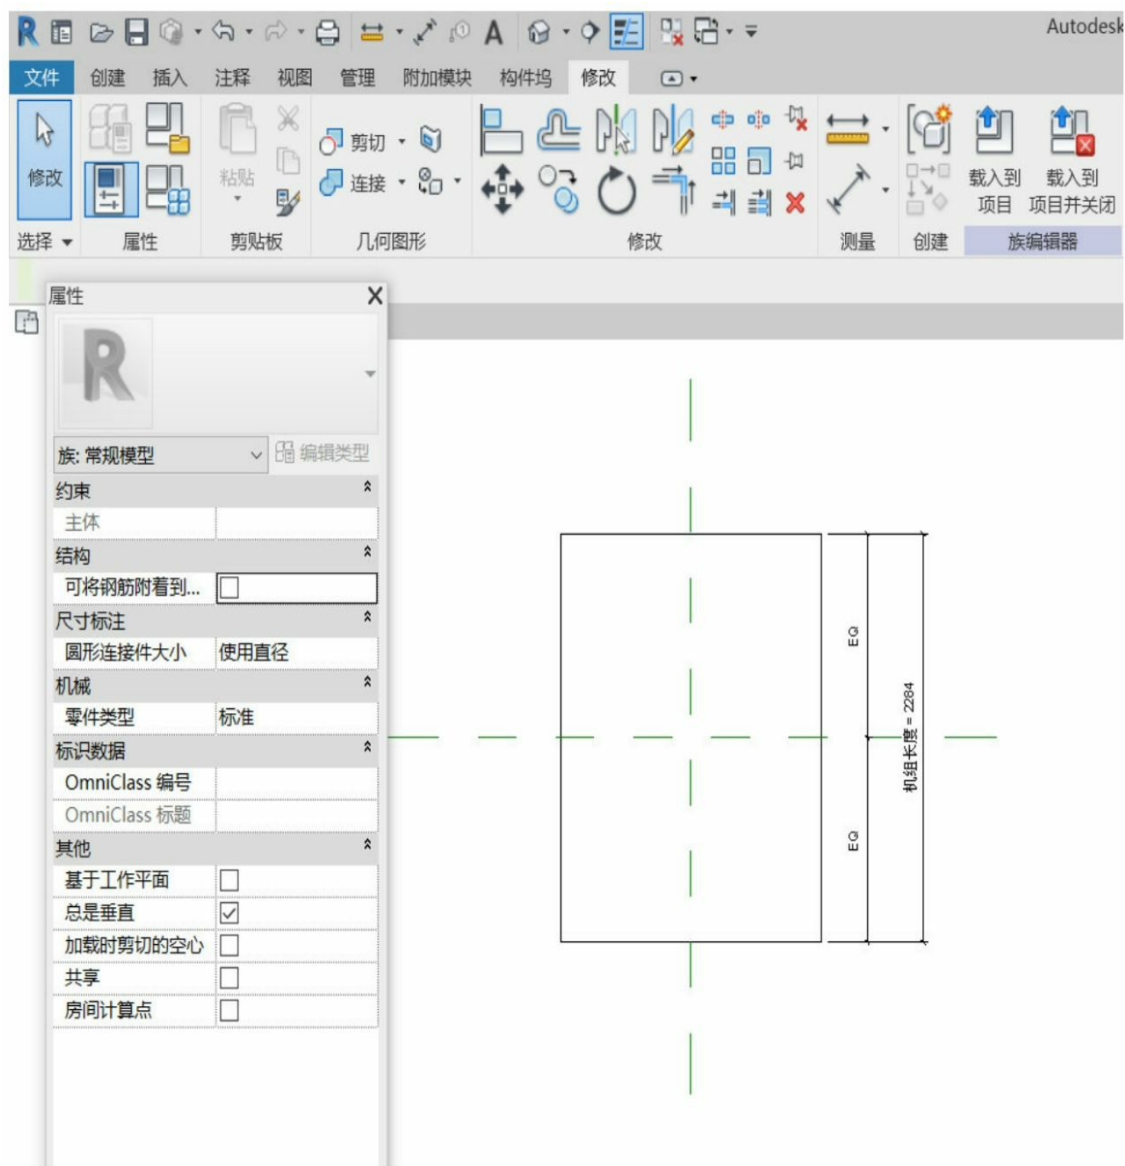 Autodesk
文件 创建 插入 注释 视图 管理 附加模块 构件坞 修改
修改 粘贴 剪切 连接 载入到项目 载入到项目并关闭
选择 属性 剪贴板 几何图形 修改 测量 创建 族编辑器
属性
族: 常规模型 编辑类型
约束
主体
结构
可将钢筋附着到...
尺寸标注
圆形连接件大小 使用直径
机械
零件类型 标准
标识数据
OmniClass 编号
OmniClass 标题
其他
基于工作平面
总是垂直
加载时剪切的空心
共享
房间计算点
EQ
机组长度 = 2284
EQ